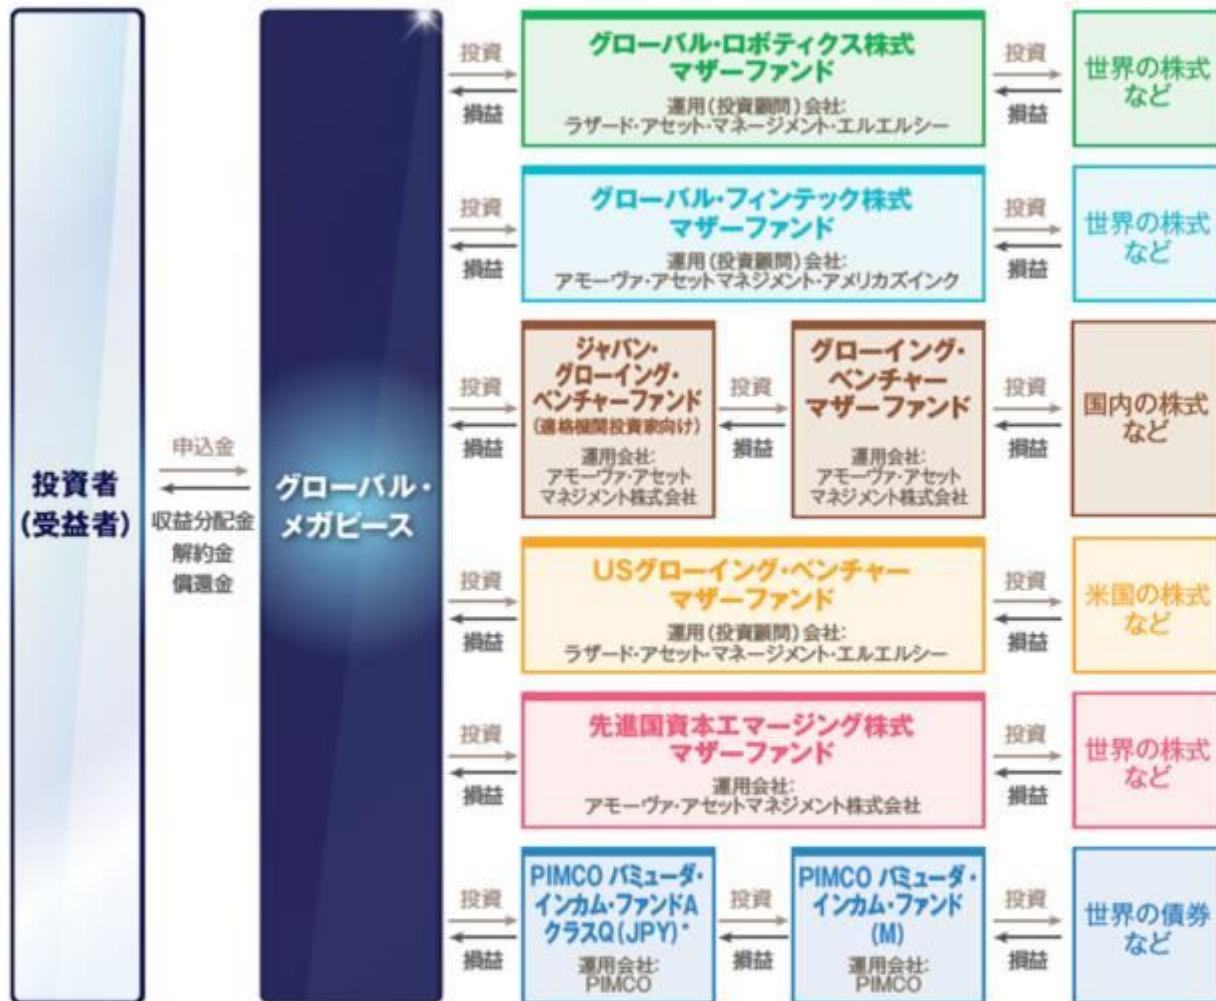 投資者
(受益者)
申込金
収益分配金
解約金
償還金
グローバル・
メガピース
投資
損益
グローバル・ロボティクス株式
マザーファンド
運用(投資顧問)会社:
ラザード・アセット・マネージメント・エルエルシー
投資
損益
世界の株式
など
投資
損益
グローバル・フィンテック株式
マザーファンド
運用(投資顧問)会社:
アモーヴァ・アセットマネジメント・アメリカズインク
投資
損益
世界の株式
など
投資
損益
ジャパン・
グローイング・
ベンチャーファンド
(適格機関投資家向け)
運用会社:
アモーヴァ・アセット
マネジメント株式会社
投資
損益
グローイング・
ベンチャー
マザーファンド
運用会社:
アモーヴァ・アセット
マネジメント株式会社
投資
損益
国内の株式
など
投資
損益
USグローイング・ベンチャー
マザーファンド
運用(投資顧問)会社:
ラザード・アセット・マネージメント・エルエルシー
投資
損益
米国の株式
など
投資
損益
先進国資本エマージング株式
マザーファンド
運用会社:
アモーヴァ・アセットマネジメント株式会社
投資
損益
世界の株式
など
投資
損益
PIMCO バミューダ・
インカム・ファンドA
クラスQ(JPY)*
運用会社:
PIMCO
投資
損益
PIMCO バミューダ・
インカム・ファンド
(M)
運用会社:
PIMCO
投資
損益
世界の債券
など